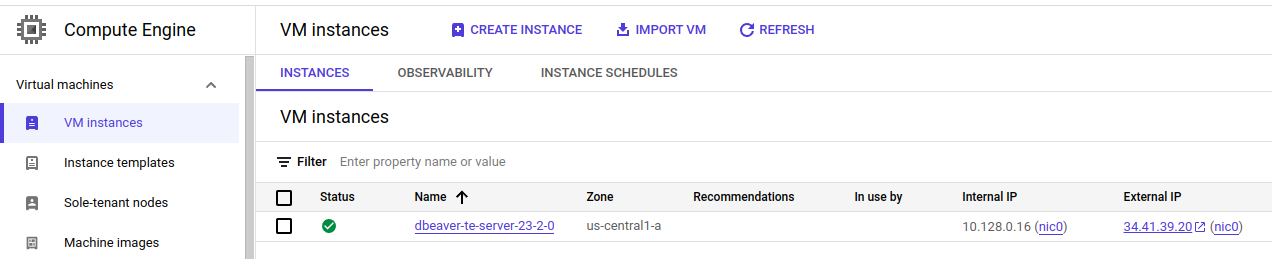 Compute Engine
VM instances
CREATE INSTANCE
IMPORT VM
REFRESH
Virtual machines
VM instances
Instance templates
Sole-tenant nodes
Machine images
INSTANCES
OBSERVABILITY
INSTANCE SCHEDULES
VM instances
Filter Enter property name or value
Status Name Zone Recommendations In use by Internal IP External IP
dbeaver-te-server-23-2-0 us-central1-a 10.128.0.16 (nic0) 34.41.39.20 (nic0)